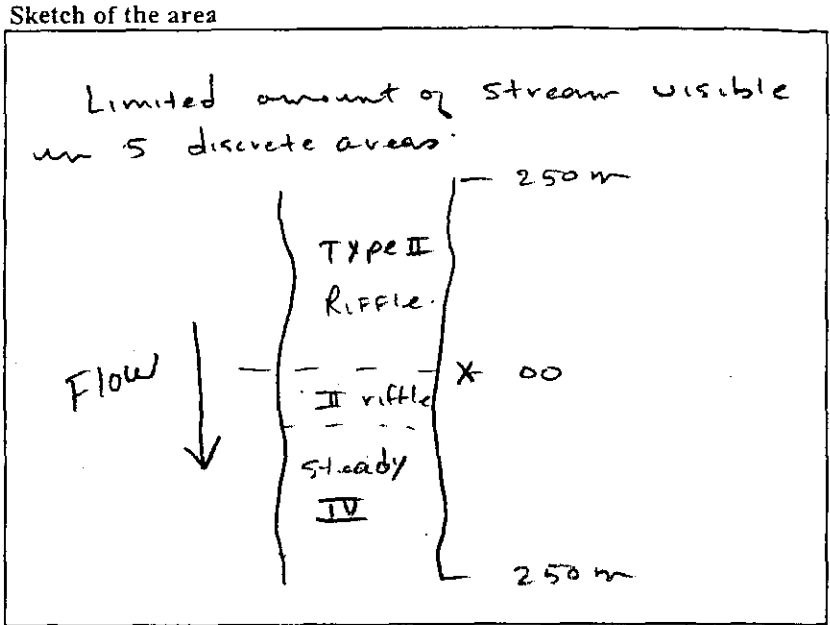 Sketch of the area
Limited amount of stream visible
in 5 discrete areas.
250 m
Type II
Riffle.
Flow
X 00
II riffle
steady
IV
250 m